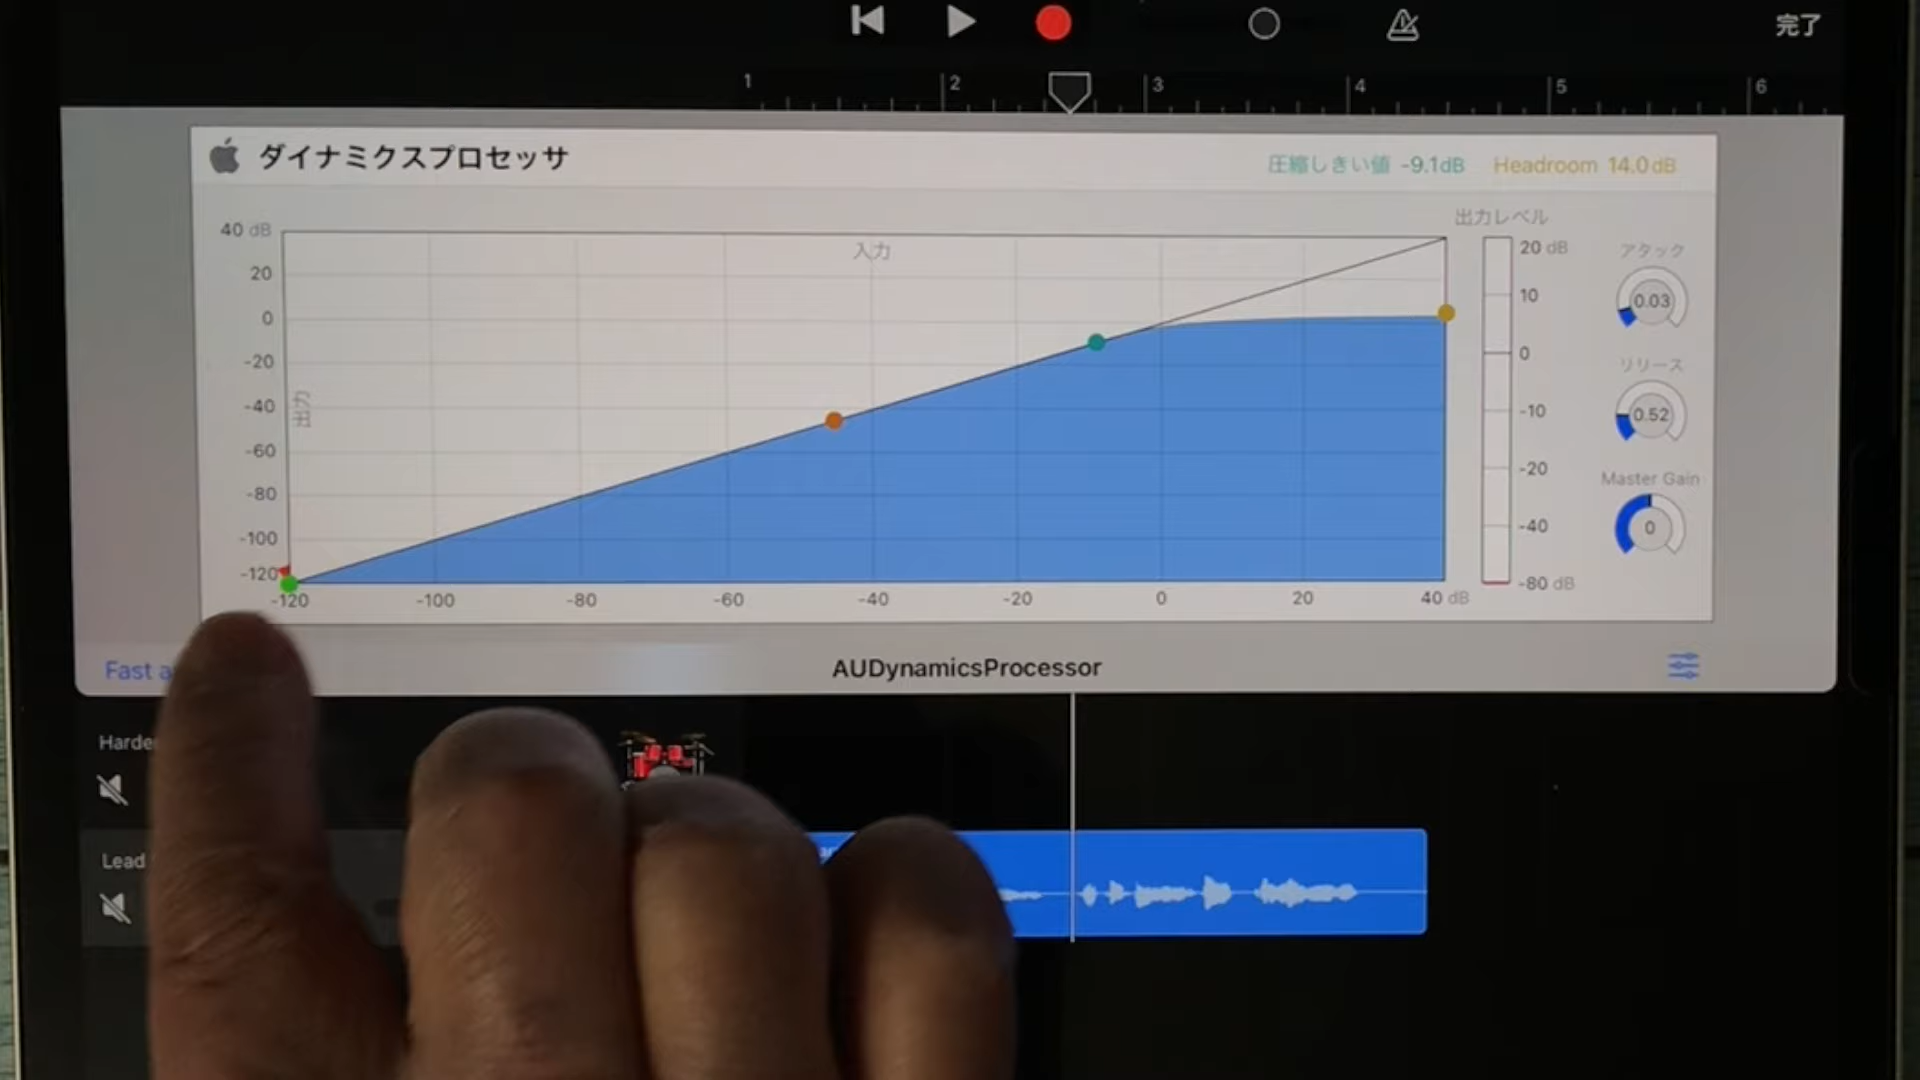 完了
1 2 3 4 5 6
ダイナミクスプロセッサ
圧縮しきい値 -9.1dB Headroom 14.0dB
出力レベル
入力
出力
40 dB
20
0
-20
-40
-60
-80
-100
-120
-120 -100 -80 -60 -40 -20 0 20 40 dB
20 dB
10
0
-10
-20
-40
-80 dB
アタック
0.03
リリース
0.52
Master Gain
0
Fast
AUDynamicsProcessor
Lead